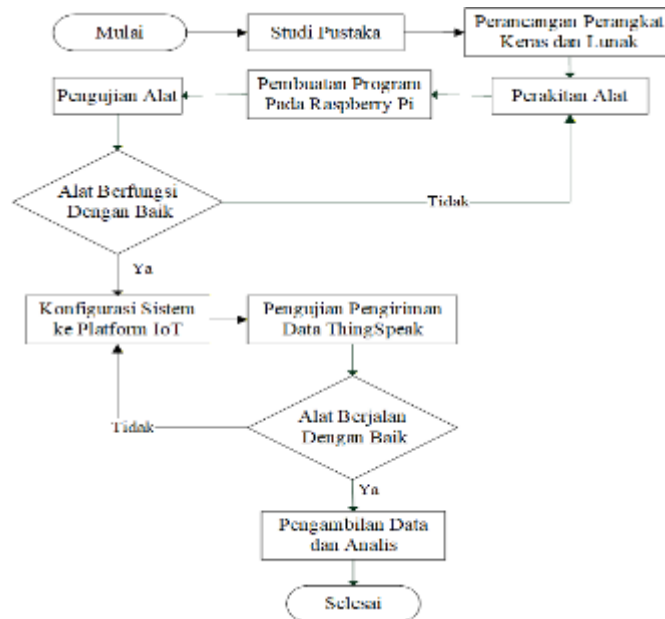 Mulai
Studi Pustaka
Perancangan Perangkat
Keras dan Lunak
Pengujian Alat
Pembuatan Program
Pada Raspberry Pi
Perakitan Alat
Alat Berfungsi
Dengan Baik
Tidak
Ya
Konfigurasi Sistem
ke Platform IoT
Pengujian Pengiriman
Data ThingSpeak
Tidak
Alat Berjalan
Dengan Baik
Ya
Pengambilan Data
dan Analis
Selesai